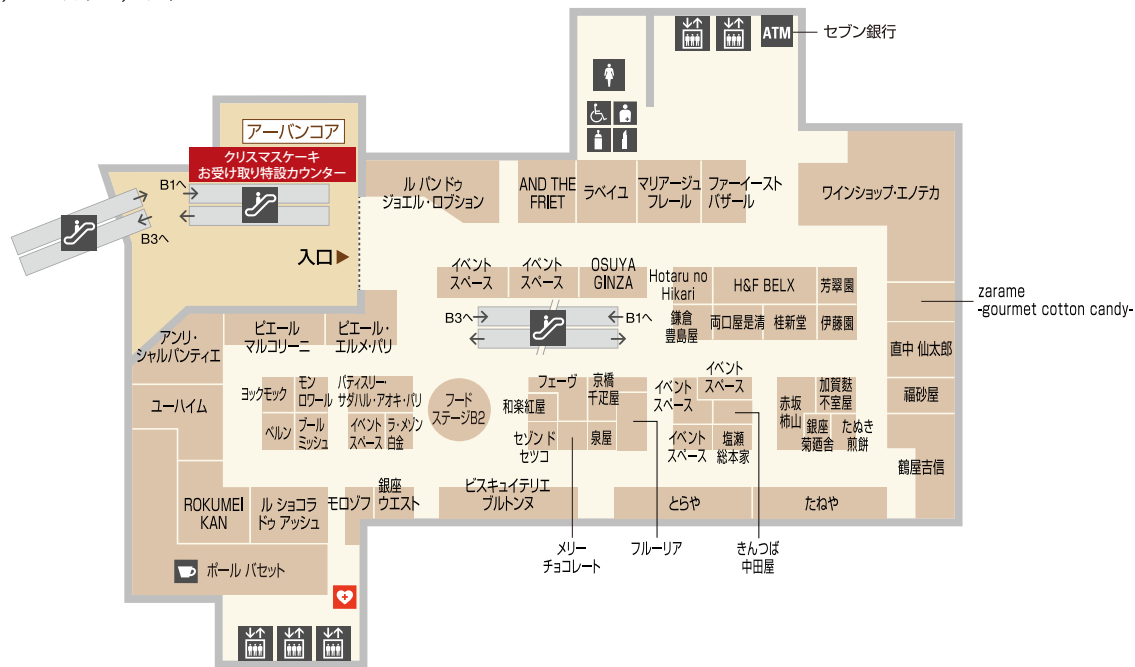 ATM
セブン銀行
アーバンコア
クリスマスケーキ
お受け取り特設カウンター
B1へ
B3へ
入口▶
ル パン ドゥ
ジョエル・ロブション
AND THE
FRIET
ラベイユ
マリアージュ
フレール
ファーイースト
バザール
ワインショップ・エノテカ
イベント
スペース
イベント
スペース
OSUYA
GINZA
Hotaru no
Hikari
H&F BELX
芳翠園
zarame
-gourmet cotton candy-
B3へ
B1へ
鎌倉
豊島屋
両口屋是清
桂新堂
伊藤園
アンリ・
シャルパンティエ
ピエール
マルコリーニ
ピエール・
エルメ・パリ
直中 仙太郎
福砂屋
鶴屋吉信
ユーハイム
ヨックモック
モン
ロワール
パティスリー・
サダハル・アオキ・パリ
ベルン
ブール
ミッシュ
イベント
スペース
ラ・メゾン
白金
フード
ステージB2
フェーヴ
京橋
千疋屋
和楽紅屋
セゾン ド
セツコ
泉屋
イベント
スペース
イベント
スペース
イベント
スペース
塩瀬
総本家
赤坂
柿山
加賀麩
不室屋
銀座
菊廼舎
たぬき
煎餅
ROKUMEI
KAN
ル ショコラ
ドゥ アッシュ
モロゾフ
銀座
ウエスト
ビスキュイテリエ
ブルトンヌ
とらや
たねや
メリー
チョコレート
フルーリア
きんつば
中田屋
ポール バセット